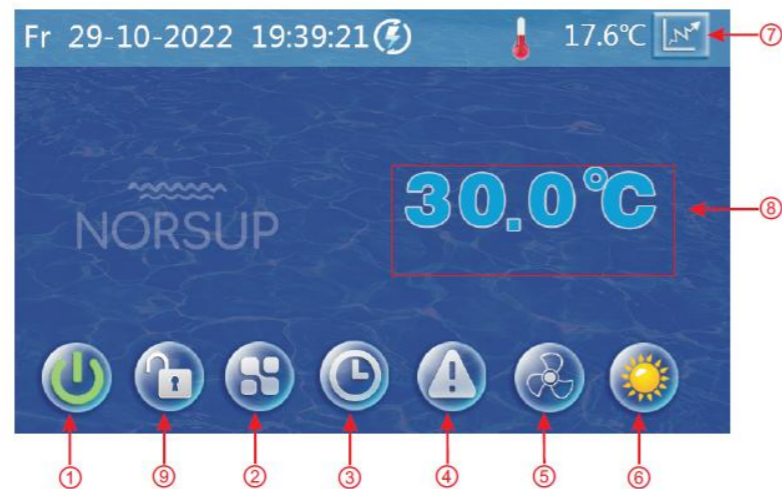 Fr 29-10-2022 19:39:21 17.6℃ ⑦
30.0℃ ⑧
NORSUP
① ⑨ ② ③ ④ ⑤ ⑥